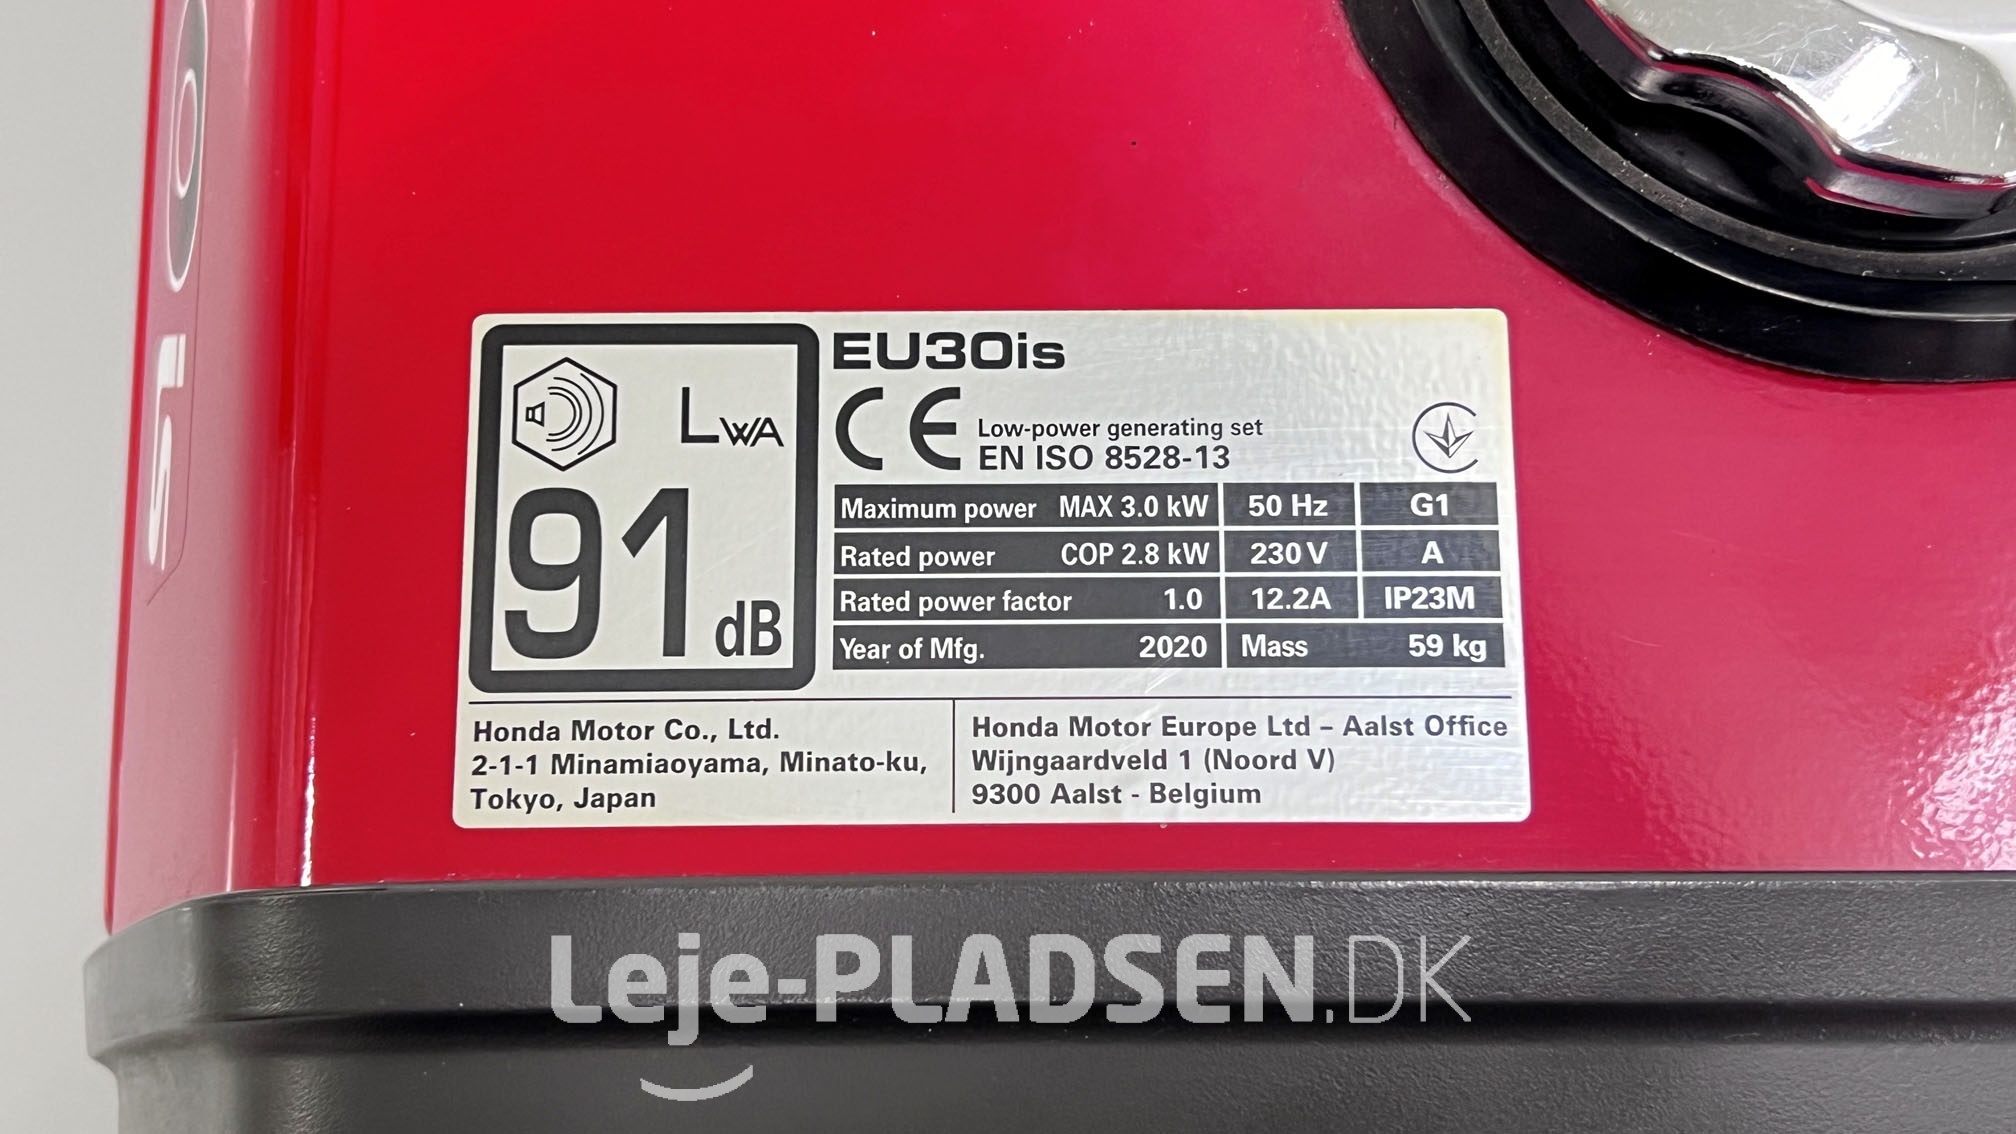 0is
LWA
91
dB
EU30is
CE
Low-power generating set
EN ISO 8528-13
Maximum power MAX 3.0 kW 50 Hz G1
Rated power COP 2.8 kW 230 V A
Rated power factor 1.0 12.2A IP23M
Year of Mfg. 2020 Mass 59 kg
Honda Motor Co., Ltd.
2-1-1 Minamiaoyama, Minato-ku,
Tokyo, Japan
Honda Motor Europe Ltd – Aalst Office
Wijngaardveld 1 (Noord V)
9300 Aalst - Belgium
Leje-PLADSEN.DK